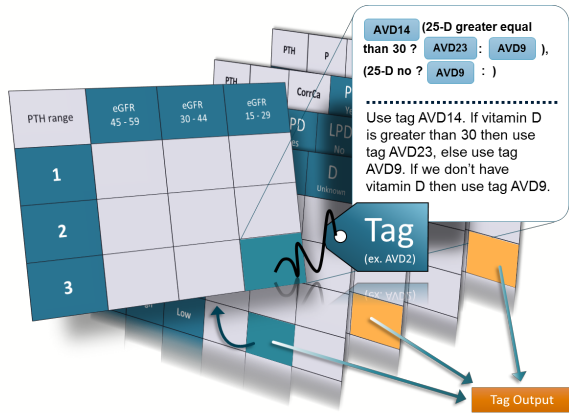 AVD14 (25-D greater equal
than 30 ? AVD23 : AVD9 ),
(25-D no ? AVD9 : )
Use tag AVD14. If vitamin D
is greater than 30 then use
tag AVD23, else use tag
AVD9. If we don't have
vitamin D then use tag AVD9.
PTH P
PTH CorrCa P
PD LPD
No
D
Unknown
PTH range eGFR 45 - 59 eGFR 30 - 44 eGFR 15 - 29
1
2
3
Tag
(ex. AVD2)
Low
Tag Output